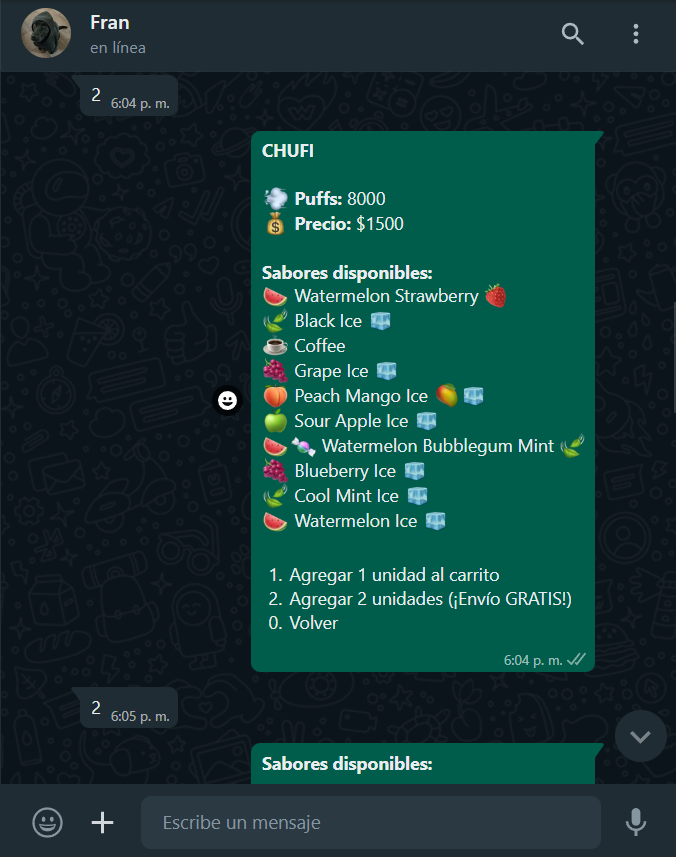 Fran
en línea
2 6:04 p. m.
CHUFI
Puffs: 8000
Precio: $1500
Sabores disponibles:
Watermelon Strawberry
Black Ice
Coffee
Grape Ice
Peach Mango Ice
Sour Apple Ice
Watermelon Bubblegum Mint
Blueberry Ice
Cool Mint Ice
Watermelon Ice
1. Agregar 1 unidad al carrito
2. Agregar 2 unidades (¡Envío GRATIS!)
0. Volver
6:04 p. m.
2 6:05 p. m.
Sabores disponibles:
Escribe un mensaje